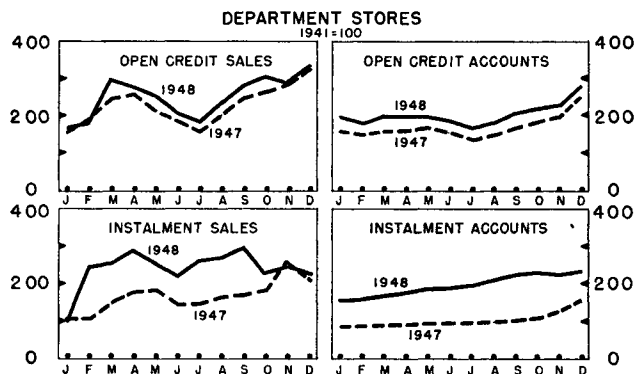 DEPARTMENT STORES
1941=100
400
OPEN CREDIT SALES
1948
200
1947
0
J F M A M J J A S O N D
OPEN CREDIT ACCOUNTS
400
1948
200
1947
0
J F M A M J J A S O N D
400
INSTALMENT SALES
1948
200
1947
0
J F M A M J J A S O N D
INSTALMENT ACCOUNTS
400
1948
200
1947
0
J F M A M J J A S O N D